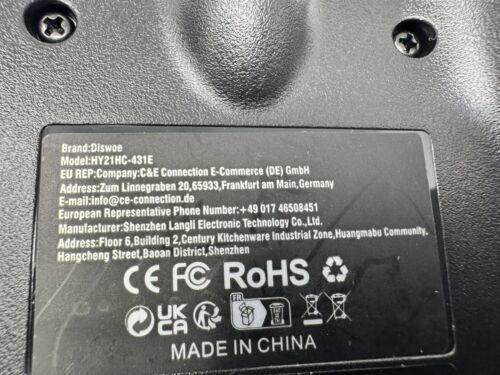 Brand:Diswoe
Model:HY21HC-431E
EU REP:Company:C&E Connection E-Commerce (DE) GmbH
Address:Zum Linnegraben 20,65933,Frankfurt am Main,Germany
E-mail:info@ce-connection.de
European Representative Phone Number:+49 017 46508451
Manufacturer:Shenzhen Langli Electronic Technology Co.,Ltd.
Address:Floor 6,Building 2,Century Kitchenware Industrial Zone,Huangmabu Community,
Hangcheng Street,Baoan District,Shenzhen
CE FC RoHS
UK CA FR
MADE IN CHINA